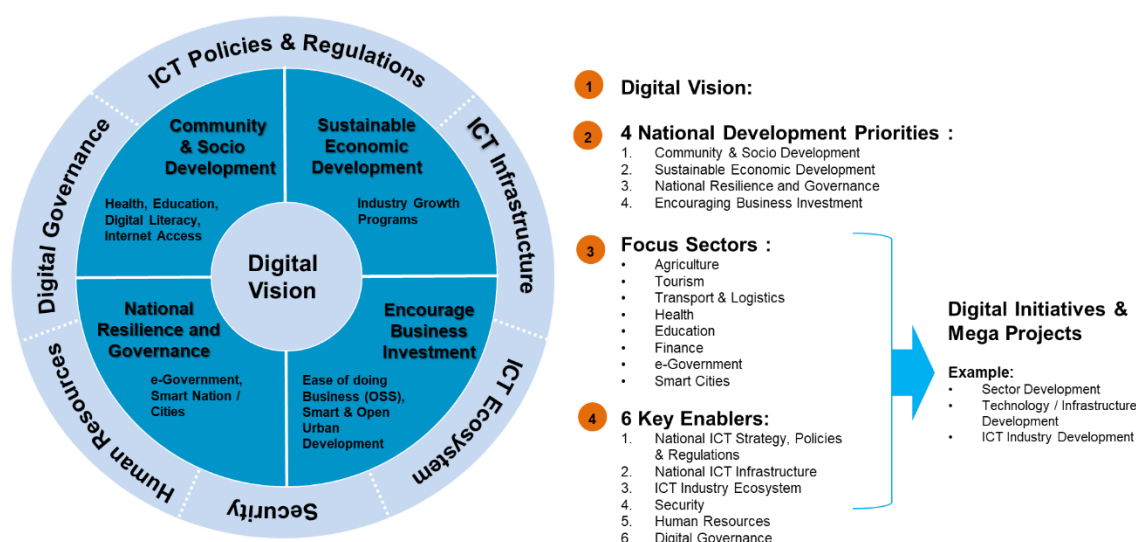 ICT Policies & Regulations
ICT Infrastructure
ICT Ecosystem
Security
Human Resources
Digital Governance
Community
& Socio
Development
Health, Education,
Digital Literacy,
Internet Access
Sustainable
Economic
Development
Industry Growth
Programs
Digital
Vision
National
Resilience and
Governance
e-Government,
Smart Nation /
Cities
Encourage
Business
Investment
Ease of doing
Business (OSS),
Smart & Open
Urban
Development
1 Digital Vision:
2 4 National Development Priorities :
1. Community & Socio Development
2. Sustainable Economic Development
3. National Resilience and Governance
4. Encouraging Business Investment
3 Focus Sectors :
• Agriculture
• Tourism
• Transport & Logistics
• Health
• Education
• Finance
• e-Government
• Smart Cities
4 6 Key Enablers:
1. National ICT Strategy, Policies
& Regulations
2. National ICT Infrastructure
3. ICT Industry Ecosystem
4. Security
5. Human Resources
6 Digital Governance
Digital Initiatives &
Mega Projects
Example:
• Sector Development
• Technology / Infrastructure
Development
• ICT Industry Development